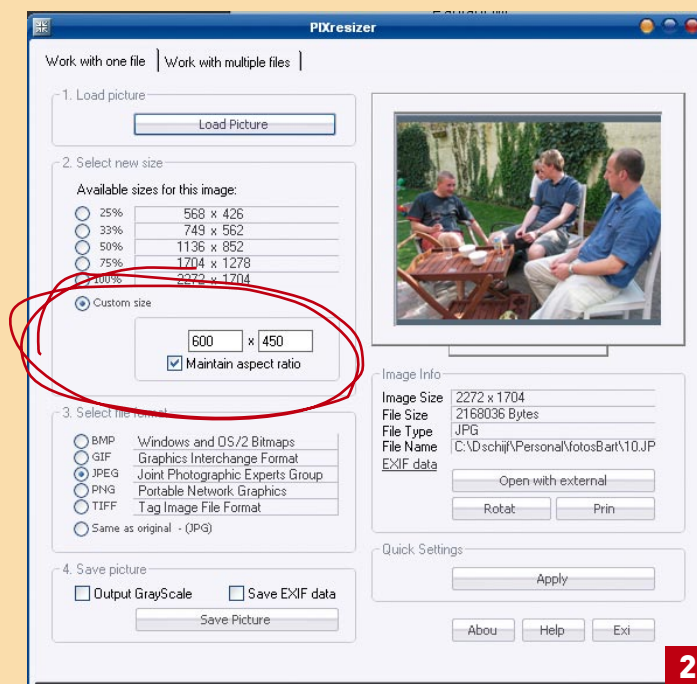 PIXresizer
Work with one file
Work with multiple files
1. Load picture
Load Picture
2. Select new size
Available sizes for this image:
25% 568 x 426
33% 749 x 562
50% 1136 x 852
75% 1704 x 1278
100% 2272 x 1704
Custom size
600 x 450
Maintain aspect ratio
3. Select file format
BMP Windows and OS/2 Bitmaps
GIF Graphics Interchange Format
JPEG Joint Photographic Experts Group
PNG Portable Network Graphics
TIFF Tag Image File Format
Same as original - (JPG)
4. Save picture
Output GrayScale
Save EXIF data
Save Picture
Image Info
Image Size 2272 x 1704
File Size 2168036 Bytes
File Type JPG
File Name C:\Dschijf\Personal\fotosBart\10.JP
EXIF data
Open with external
Rotat
Prin
Quick Settings
Apply
Abou
Help
Exi
2